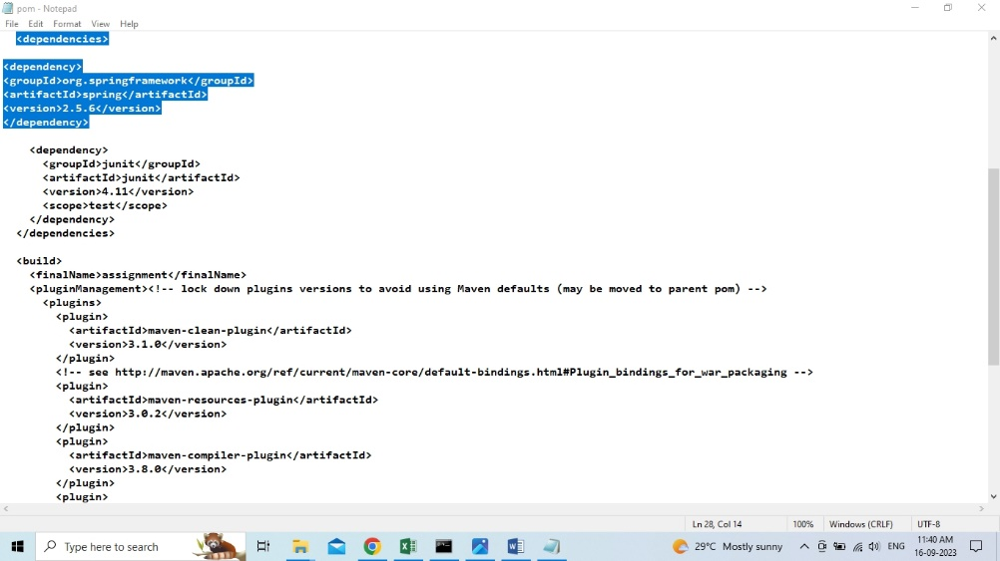 pom - Notepad
File Edit Format View Help
<dependencies>
<dependency>
<groupId>org.springframework</groupId>
<artifactId>spring</artifactId>
<version>2.5.6</version>
</dependency>
<dependency>
<groupId>junit</groupId>
<artifactId>junit</artifactId>
<version>4.11</version>
<scope>test</scope>
</dependency>
</dependencies>
<build>
<finalName>assignment</finalName>
<pluginManagement><!-- lock down plugins versions to avoid using Maven defaults (may be moved to parent pom) -->
<plugins>
<plugin>
<artifactId>maven-clean-plugin</artifactId>
<version>3.1.0</version>
</plugin>
<!-- see http://maven.apache.org/ref/current/maven-core/default-bindings.html#Plugin_bindings_for_war_packaging -->
<plugin>
<artifactId>maven-resources-plugin</artifactId>
<version>3.0.2</version>
</plugin>
<plugin>
<artifactId>maven-compiler-plugin</artifactId>
<version>3.8.0</version>
</plugin>
<plugin>
Ln 28, Col 14 100% Windows (CRLF) UTF-8
Type here to search 29°C Mostly sunny ENG 11:40 AM
16-09-2023